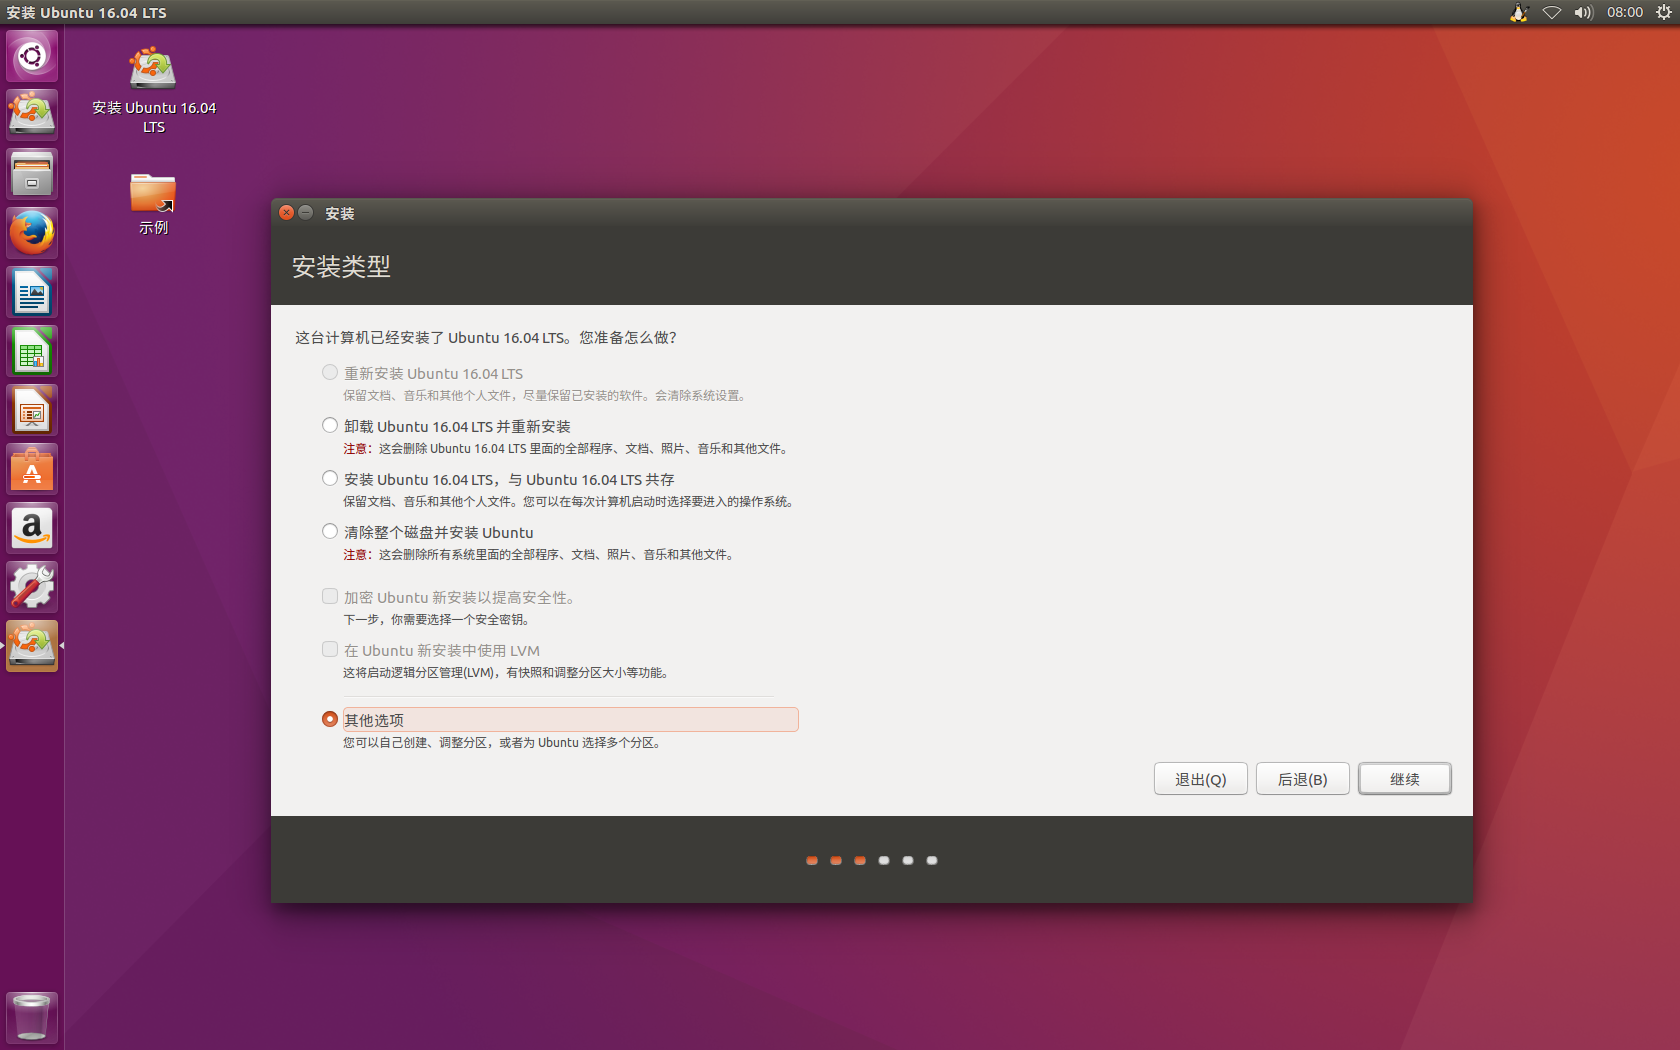 安装 Ubuntu 16.04 LTS
08:00
安装 Ubuntu 16.04
LTS
示例
安装
安装类型
这台计算机已经安装了 Ubuntu 16.04 LTS。您准备怎么做？
重新安装 Ubuntu 16.04 LTS
保留文档、音乐和其他个人文件，尽量保留已安装的软件。会清除系统设置。
卸载 Ubuntu 16.04 LTS 并重新安装
注意：这会删除 Ubuntu 16.04 LTS 里面的全部程序、文档、照片、音乐和其他文件。
安装 Ubuntu 16.04 LTS，与 Ubuntu 16.04 LTS 共存
保留文档、音乐和其他个人文件。您可以在每次计算机启动时选择要进入的操作系统。
清除整个磁盘并安装 Ubuntu
注意：这会删除所有系统里面的全部程序、文档、照片、音乐和其他文件。
加密 Ubuntu 新安装以提高安全性。
下一步，你需要选择一个安全密钥。
在 Ubuntu 新安装中使用 LVM
这将启动逻辑分区管理(LVM)，有快照和调整分区大小等功能。
其他选项
您可以自己创建、调整分区，或者为 Ubuntu 选择多个分区。
退出(Q)
后退(B)
继续